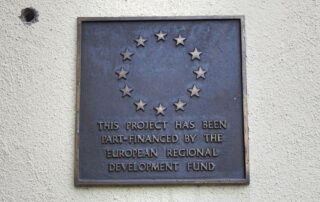 THIS PROJECT HAS BEEN
PART-FINANCED BY THE
EUROPEAN REGIONAL
DEVELOPMENT FUND